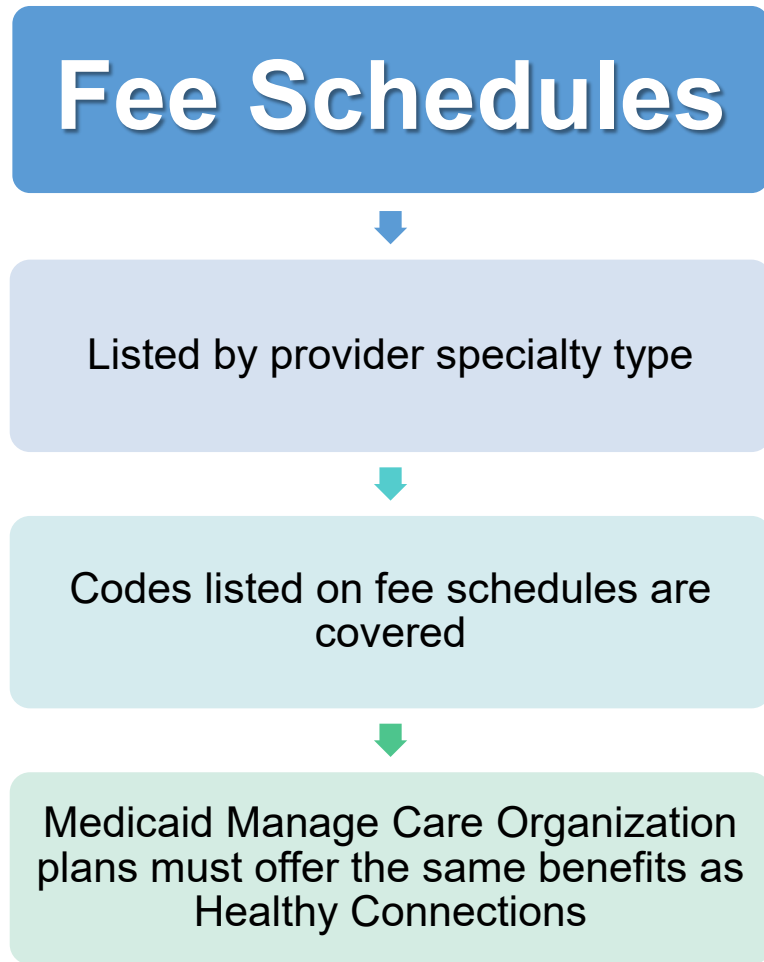 Fee Schedules
Listed by provider specialty type
Codes listed on fee schedules are
covered
Medicaid Manage Care Organization
plans must offer the same benefits as
Healthy Connections